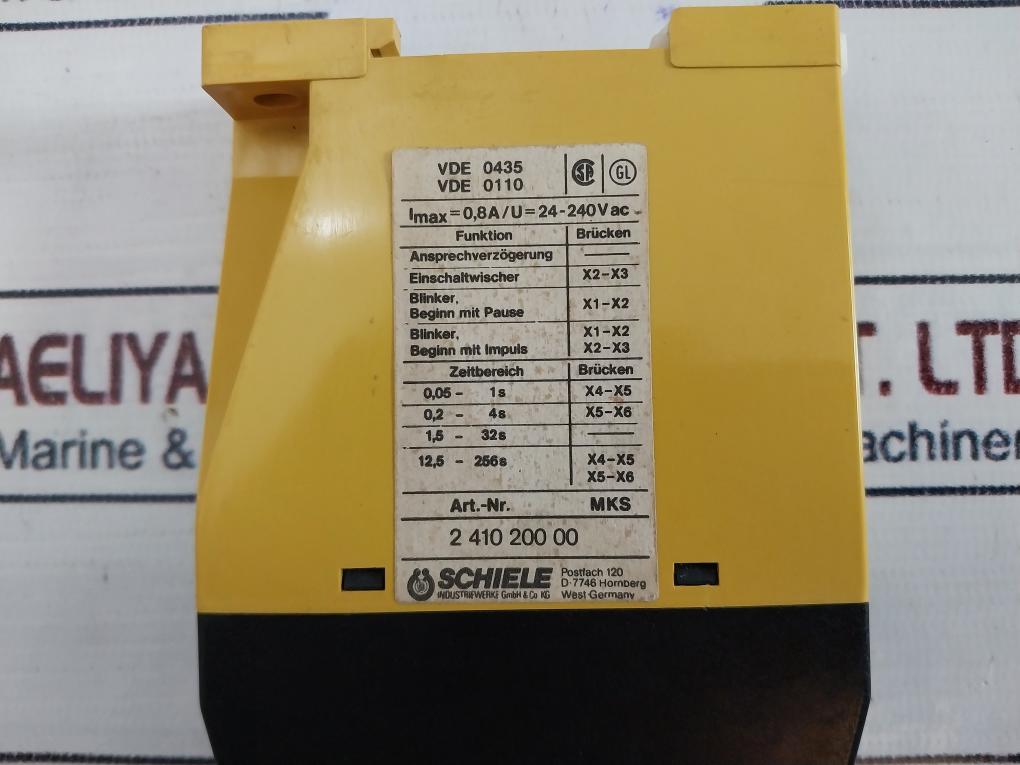 VDE 0435
VDE 0110
SA
GL
Imax=0,8A/U=24-240Vac
Funktion Brücken
Ansprechverzögerung ——
Einschaltwischer X2-X3
Blinker,
Beginn mit Pause X1-X2
Blinker, X1-X2
Beginn mit Impuls X2-X3
Zeitbereich Brücken
0,05 - 1s X4-X5
0,2 - 4s X5-X6
1,5 - 32s ——
12,5 - 256s X4-X5
X5-X6
Art.-Nr. MKS
2 410 200 00
SCHIELE
INDUSTRIEWERKE GmbH & Co KG
Postfach 120
D-7746 Hornberg
West-Germany
AELIYA
T. LTD
Marine &
achiner